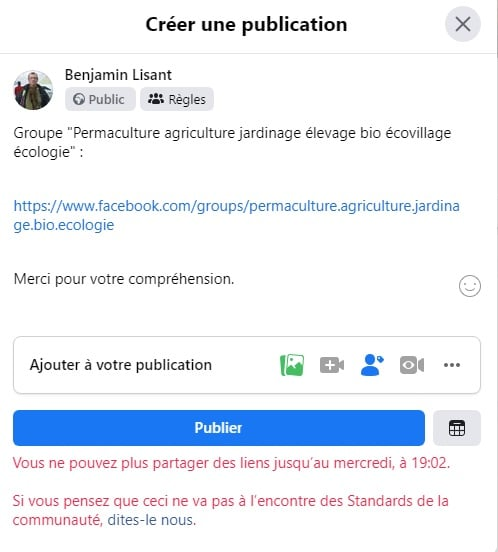 Créer une publication
Benjamin Lisant
Public
Règles
Groupe "Permaculture agriculture jardinage élevage bio écovillage
écologie" :
https://www.facebook.com/groups/permaculture.agriculture.jardina
ge.bio.ecologie
Merci pour votre compréhension.
Ajouter à votre publication
Publier
Vous ne pouvez plus partager des liens jusqu’au mercredi, à 19:02.
Si vous pensez que ceci ne va pas à l’encontre des Standards de la
communauté, dites-le nous.